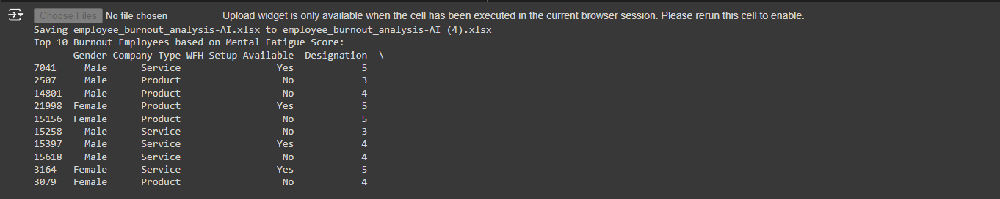 Choose Files No file chosen Upload widget is only available when the cell has been executed in the current browser session. Please rerun this cell to enable.
Saving employee_burnout_analysis-AI.xlsx to employee_burnout_analysis-AI (4).xlsx
Top 10 Burnout Employees based on Mental Fatigue Score:
Gender Company Type WFH Setup Available Designation \
7041 Male Service Yes 5
2507 Male Product No 3
14801 Male Product No 4
21998 Female Product Yes 5
15156 Female Product No 5
15258 Male Service No 3
15397 Male Service Yes 4
15618 Male Service No 4
3164 Female Service Yes 5
3079 Female Product No 4